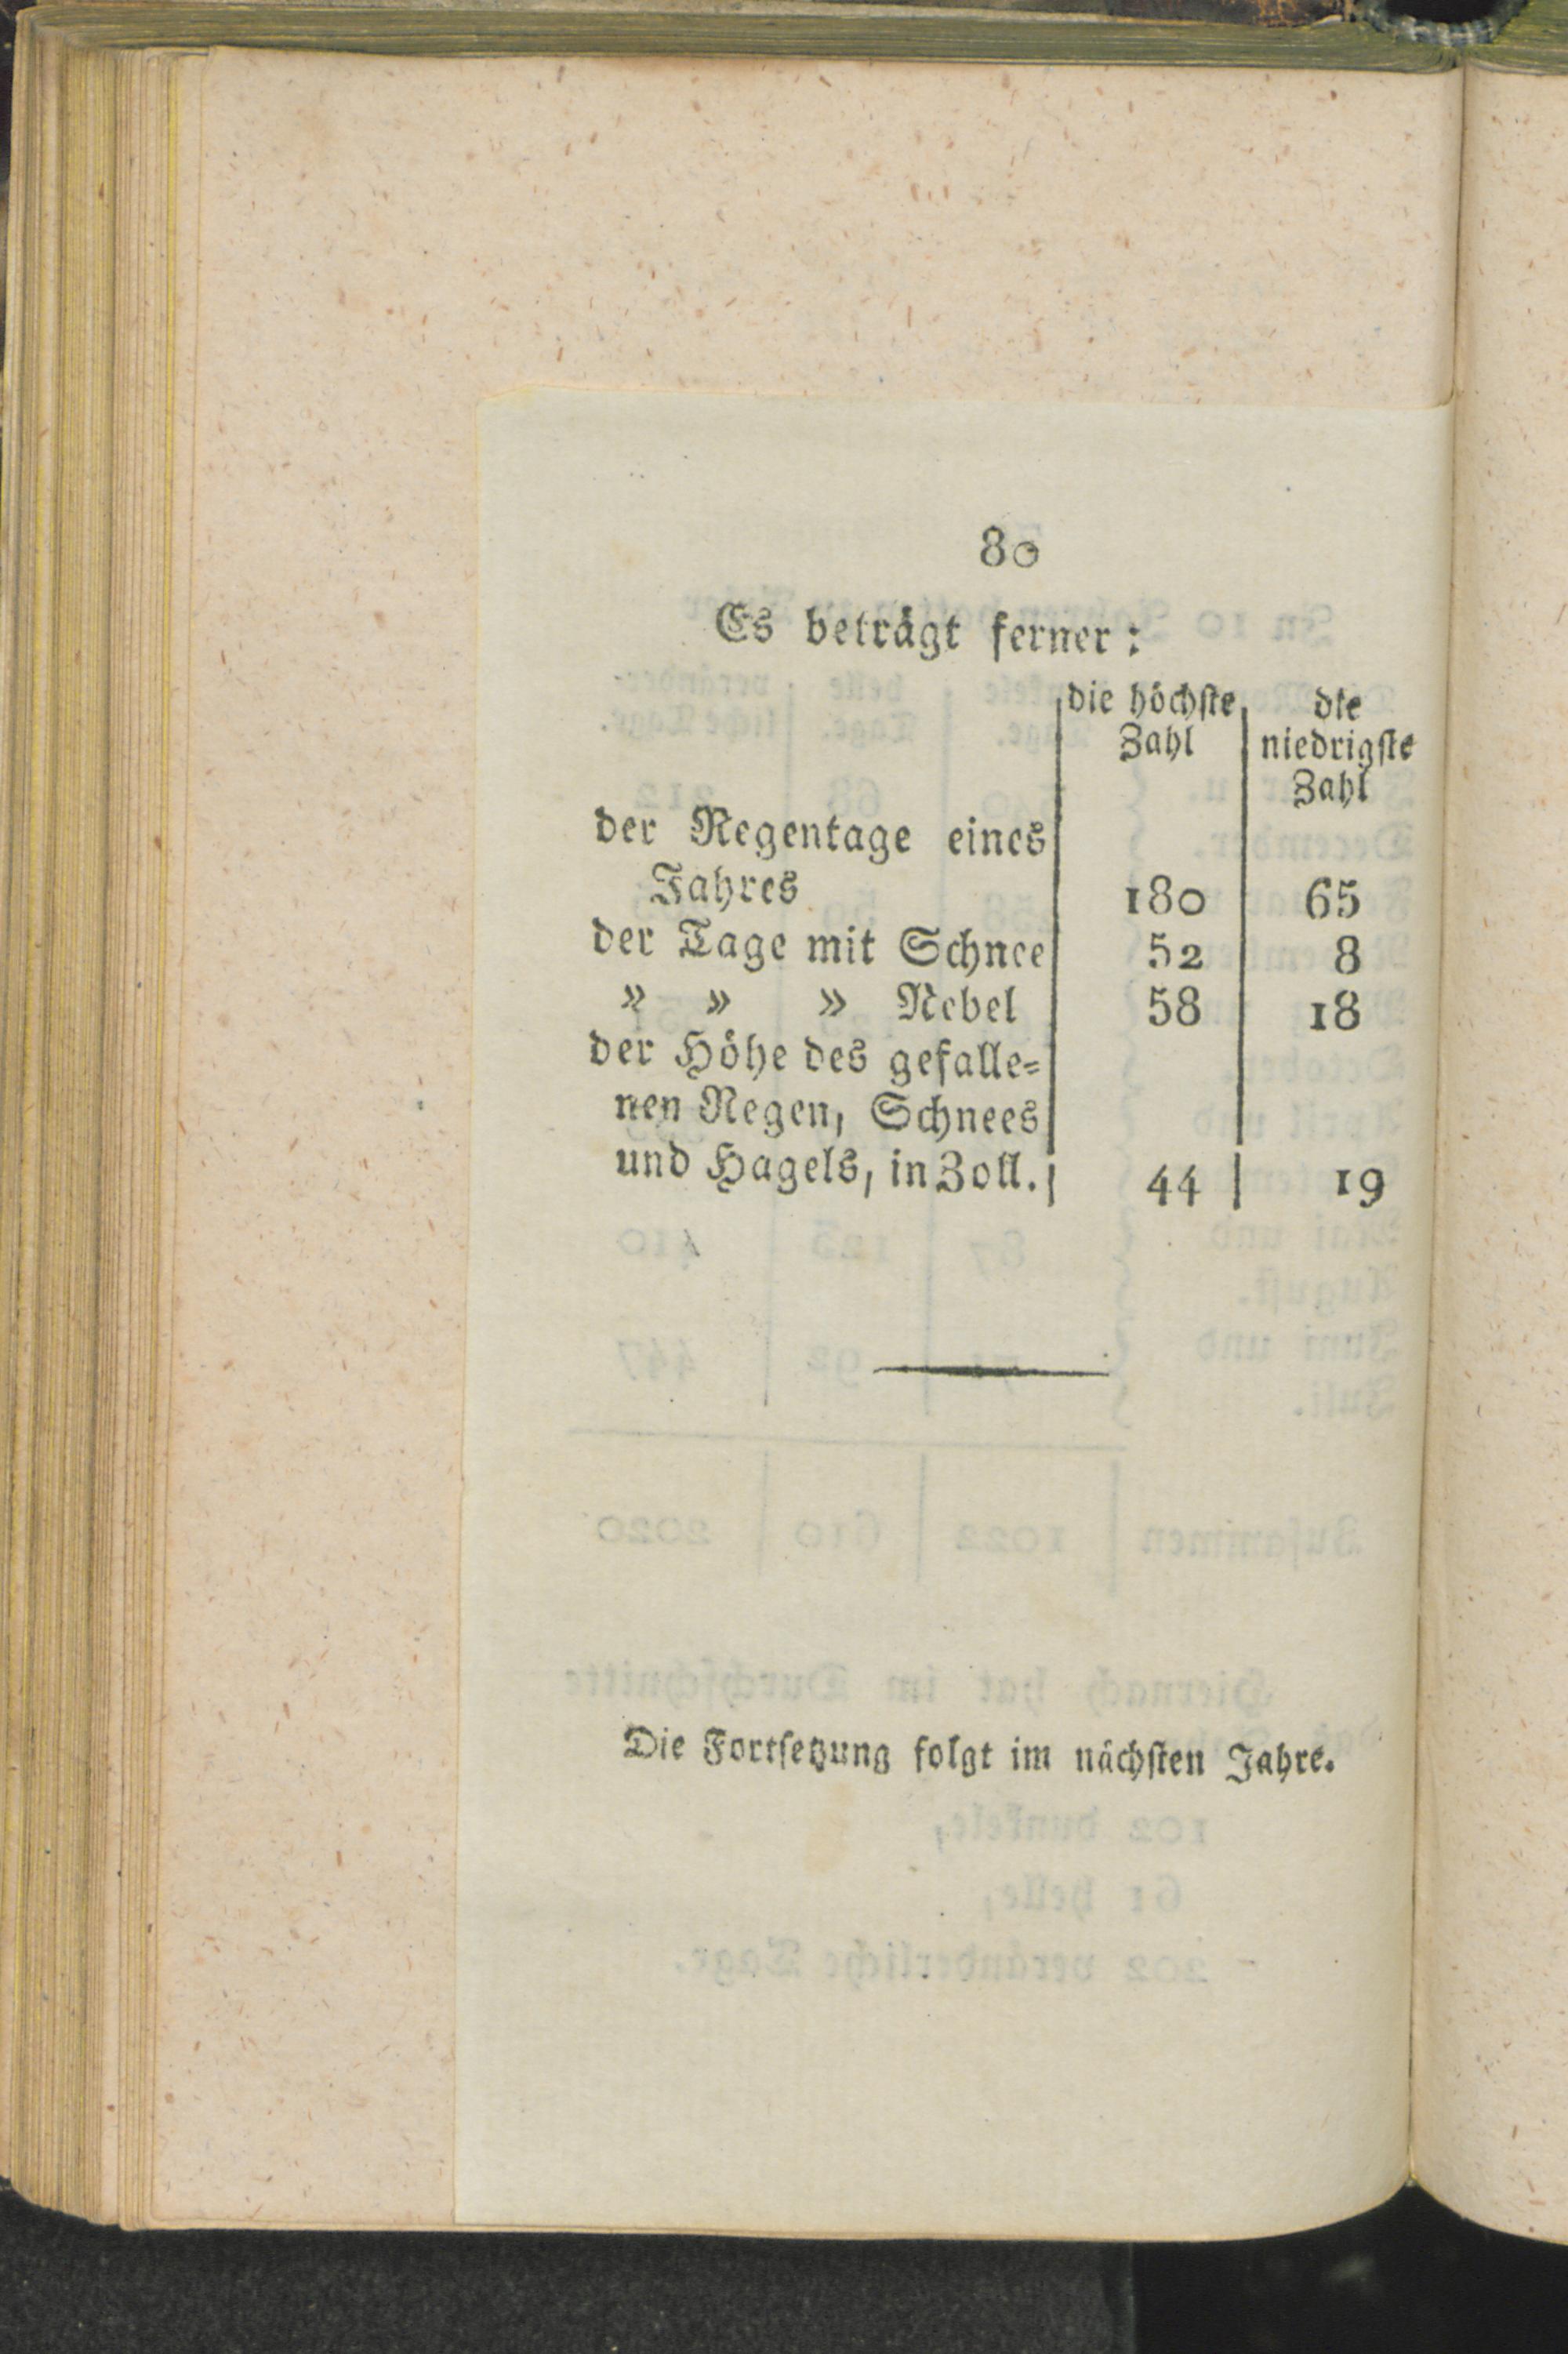 80
Es beträgt ferner:
die höchste die
Zahl niedrigste
Zahl
der Regentage eines
Jahres 180 65
der Tage mit Schnee 52 8
» » » Nebel 58 18
der Höhe des gefalle=
nen Regen, Schnees
und Hagels, in Zoll. 44 19
Die Fortsetzung folgt im nächsten Jahre.